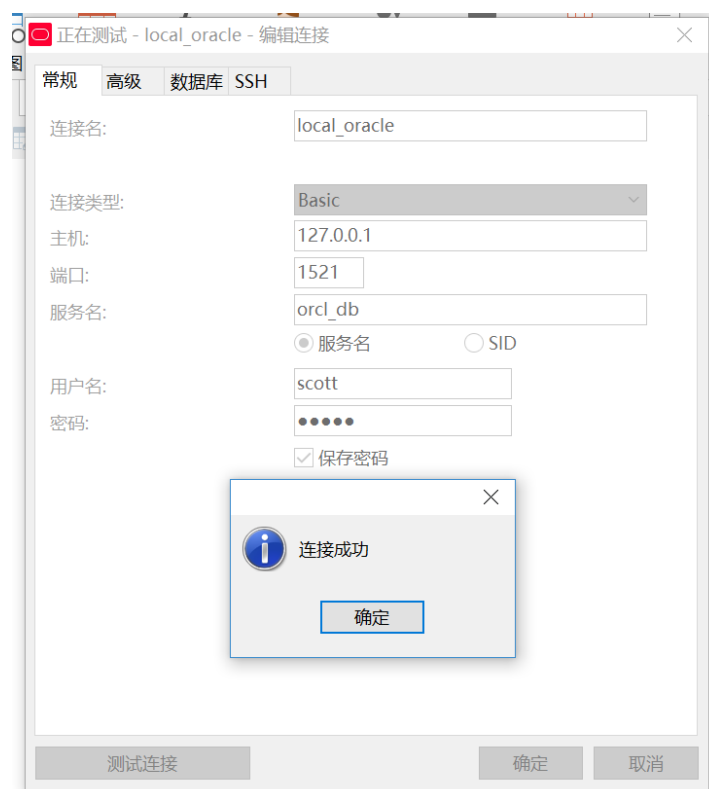 正在测试 - local_oracle - 编辑连接
常规 高级 数据库 SSH
连接名: local_oracle
连接类型: Basic
主机: 127.0.0.1
端口: 1521
服务名: orcl_db
服务名 SID
用户名: scott
密码: ●●●●●
保存密码
连接成功
确定
测试连接 确定 取消